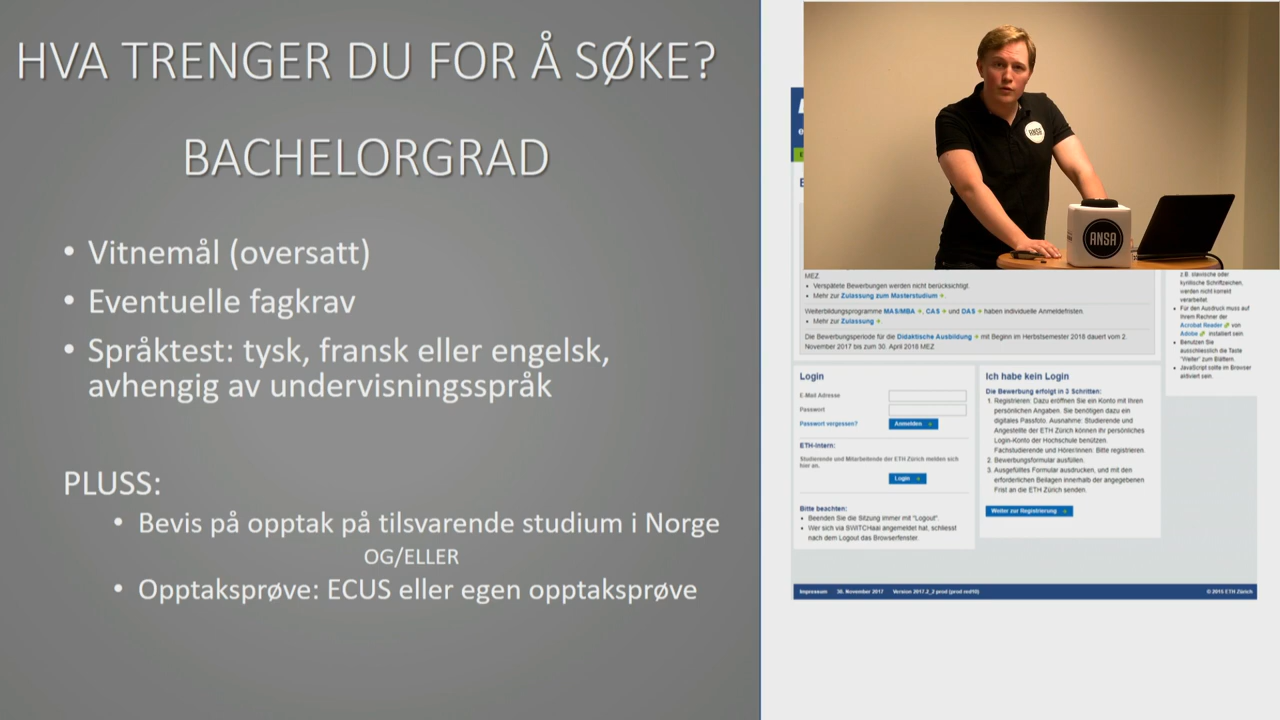 HVA TRENGER DU FOR Å SØKE?
BACHELORGRAD
• Vitnemål (oversatt)
• Eventuelle fagkrav
• Språktest: tysk, fransk eller engelsk,
avhengig av undervisningsspråk
PLUSS:
• Bevis på opptak på tilsvarende studium i Norge
OG/ELLER
• Opptaksprøve: ECUS eller egen opptaksprøve
ANSA
ANSA
MEZ
• Verspätete Bewerbungen werden nicht berücksichtigt.
• Mehr zur Zulassung zum Masterstudium
Weiterbildungsprogramme MAS/MBA, CAS und DAS haben individuelle Anmeldefristen.
• Mehr zur Zulassung
Die Bewerbungsperiode für die Didaktische Ausbildung mit Beginn im Herbstsemester 2018 dauert vom 2.
November 2017 bis zum 30. April 2018 MEZ
z.B. slavische oder
kyrillische Schriftzeichen,
werden nicht korrekt
verarbeitet.
• Für den Ausdruck muss auf
Ihrem Rechner der
Acrobat Reader von
Adobe installiert sein.
• Benutzen Sie
ausschliesslich die Taste
"Weiter" zum Blättern.
• JavaScript sollte im Browser
aktiviert sein.
Login
E-Mail Adresse
Passwort
Passwort vergessen?
Anmelden
ETH-intern:
Studierende und Mitarbeitende der ETH Zürich melden sich
hier an.
Login
Bitte beachten:
• Beenden Sie die Sitzung immer mit "Logout".
• Wer sich via SWITCHaai angemeldet hat, schliesst
nach dem Logout das Browserfenster.
Ich habe kein Login
Die Bewerbung erfolgt in 3 Schritten:
1. Registrieren: Dazu eröffnen Sie ein Konto mit Ihren
persönlichen Angaben. Sie benötigen dazu ein
digitales Passfoto. Ausnahme: Studierende und
Angestellte der ETH Zürich können ihr persönliches
Login-Konto der Hochschule benützen.
Fachstudierende und Hörer/innen: Bitte registrieren.
2. Bewerbungsformular ausfüllen.
3. Ausgefülltes Formular ausdrucken, und mit den
erforderlichen Beilagen innerhalb der angegebenen
Frist an die ETH Zürich senden.
Weiter zur Registrierung
Impressum 30. November 2017 Version 2017.2_2 prod (prod red10) © 2015 ETH Zürich